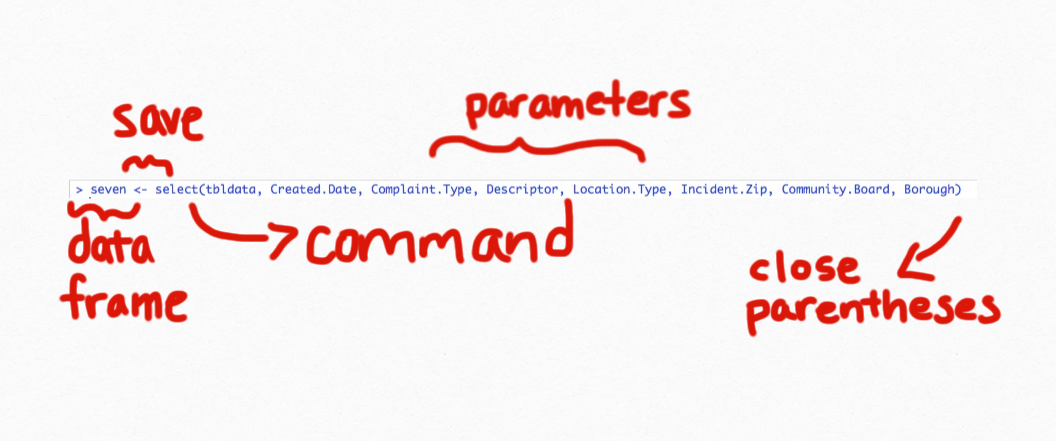 save
parameters
> seven <- select(tbldata, Created.Date, Complaint.Type, Descriptor, Location.Type, Incident.Zip, Community.Board, Borough)
data
frame
command
close
parentheses